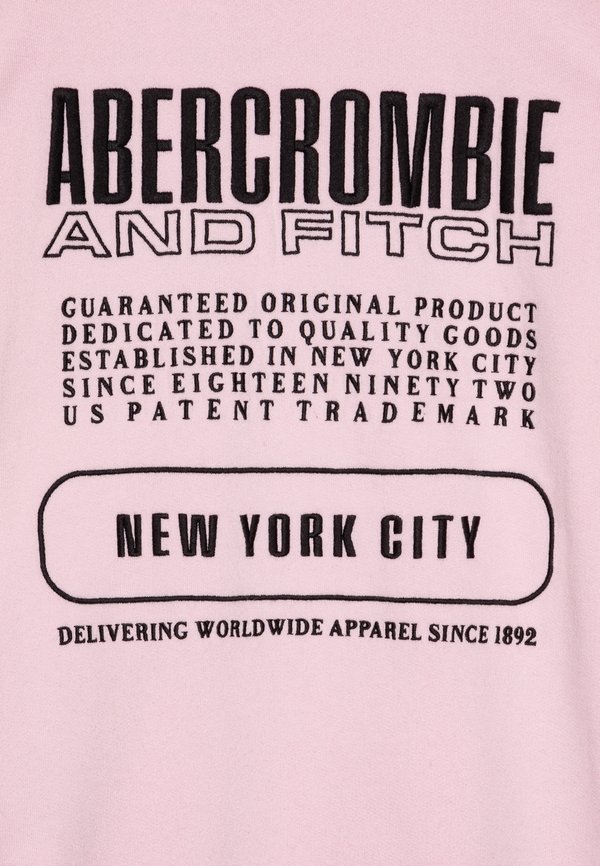 ABERCROMBIE
AND FITCH
GUARANTEED ORIGINAL PRODUCT
DEDICATED TO QUALITY GOODS
ESTABLISHED IN NEW YORK CITY
SINCE EIGHTEEN NINETY TWO
US PATENT TRADEMARK
NEW YORK CITY
DELIVERING WORLDWIDE APPAREL SINCE 1892